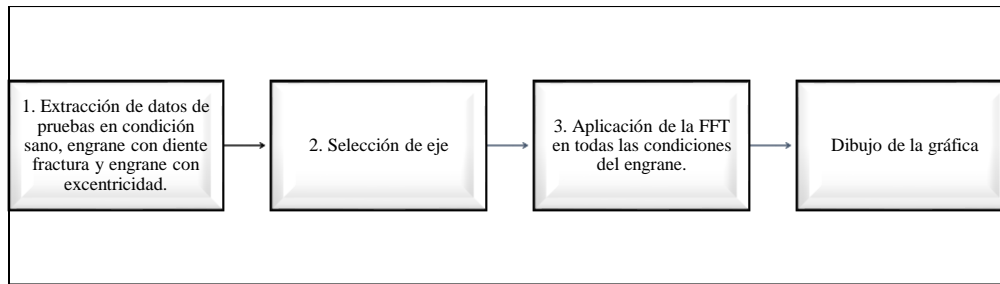 1. Extracción de datos de
pruebas en condición
sano, engrane con diente
fractura y engrane con
excentricidad.
2. Selección de eje
3. Aplicación de la FFT
en todas las condiciones
del engrane.
Dibujo de la gráfica